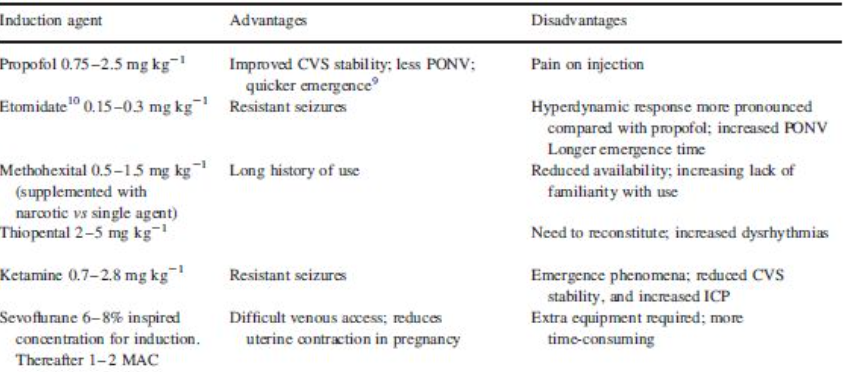 Induction agent Advantages Disadvantages
Propofol 0.75–2.5 mg kg⁻¹ Improved CVS stability; less PONV; Pain on injection
quicker emergence⁹
Etomidate¹⁰ 0.15–0.3 mg kg⁻¹ Resistant seizures Hyperdynamic response more pronounced
compared with propofol; increased PONV
Longer emergence time
Methohexital 0.5–1.5 mg kg⁻¹ Long history of use Reduced availability; increasing lack of
(supplemented with familiarity with use
narcotic vs single agent)
Thiopental 2–5 mg kg⁻¹ Need to reconstitute; increased dysrhythmias
Ketamine 0.7–2.8 mg kg⁻¹ Resistant seizures Emergence phenomena; reduced CVS
stability, and increased ICP
Sevoflurane 6–8% inspired Difficult venous access; reduces Extra equipment required; more
concentration for induction. uterine contraction in pregnancy time-consuming
Thereafter 1–2 MAC